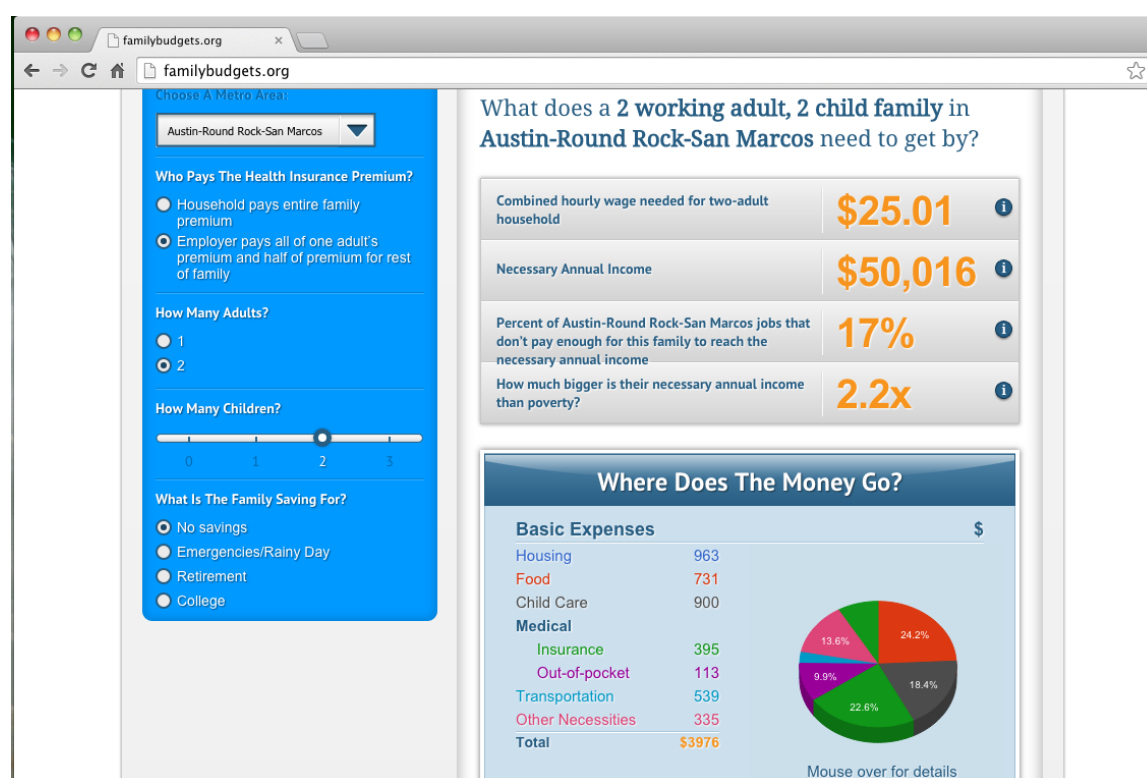 familybudgets.org
familybudgets.org
Choose A Metro Area:
Austin-Round Rock-San Marcos
Who Pays The Health Insurance Premium?
Household pays entire family
premium
Employer pays all of one adult's
premium and half of premium for rest
of family
How Many Adults?
1
2
How Many Children?
0 1 2 3
What Is The Family Saving For?
No savings
Emergencies/Rainy Day
Retirement
College
What does a 2 working adult, 2 child family in
Austin-Round Rock-San Marcos need to get by?
Combined hourly wage needed for two-adult
household
$25.01
Necessary Annual Income
$50,016
Percent of Austin-Round Rock-San Marcos jobs that
don't pay enough for this family to reach the
necessary annual income
17%
How much bigger is their necessary annual income
than poverty?
2.2x
Where Does The Money Go?
Basic Expenses $
Housing 963
Food 731
Child Care 900
Medical
Insurance 395
Out-of-pocket 113
Transportation 539
Other Necessities 335
Total $3976
24.2%
18.4%
22.6%
9.9%
13.6%
Mouse over for details